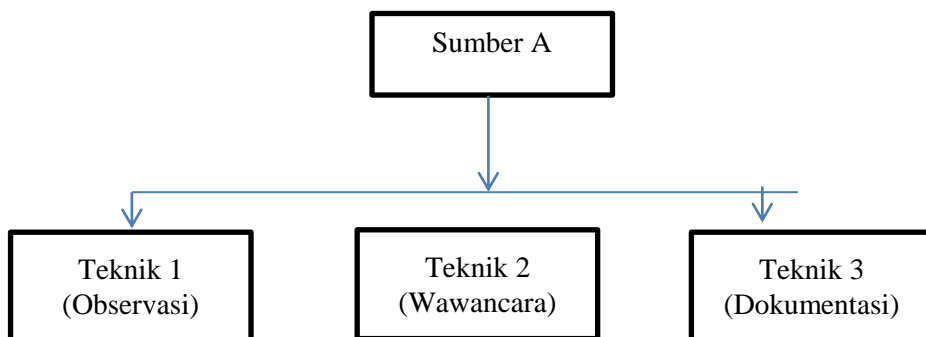 Sumber A
Teknik 1
(Observasi)
Teknik 2
(Wawancara)
Teknik 3
(Dokumentasi)